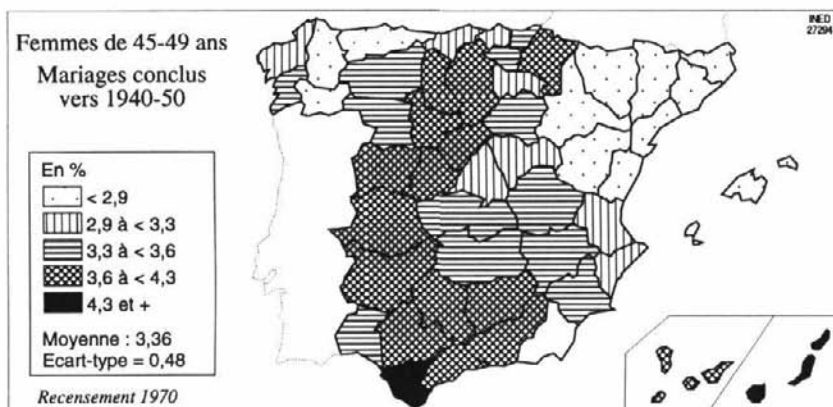 INED
27294
Femmes de 45-49 ans
Mariages conclus
vers 1940-50
En %
< 2,9
2,9 à < 3,3
3,3 à < 3,6
3,6 à < 4,3
4,3 et +
Moyenne : 3,36
Ecart-type = 0,48
Recensement 1970